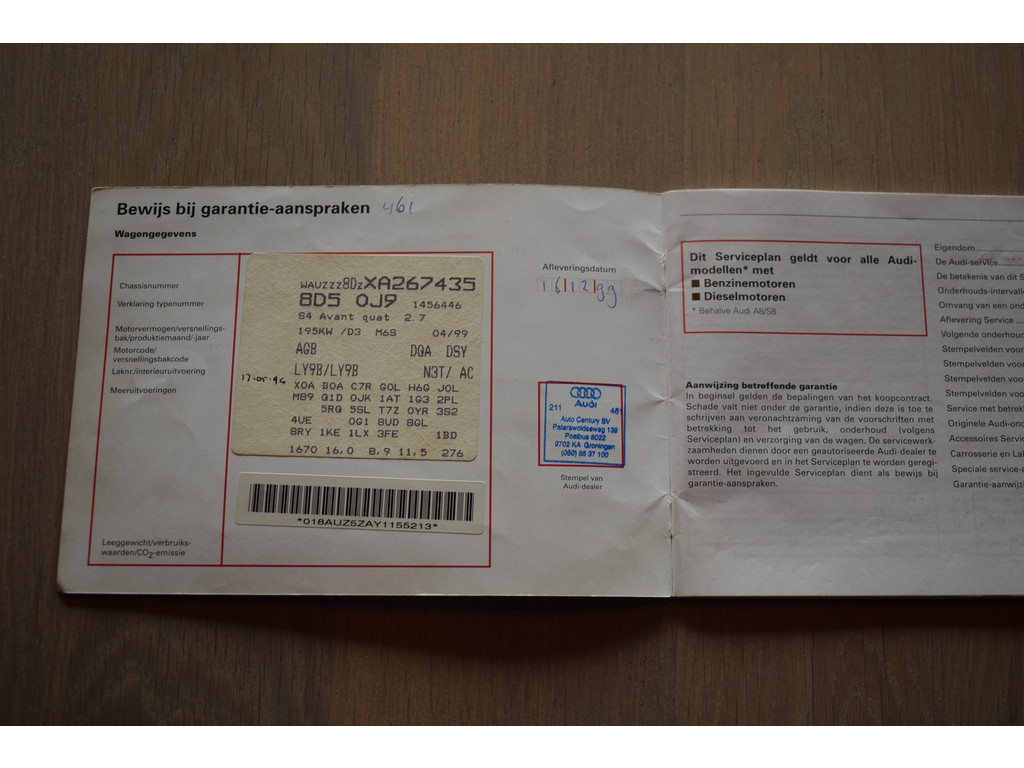 Bewijs bij garantie-aanspraken 461
Wagengegevens
Chassisnummer
Verklaring typenummer
Motorvermogen/versnellings-
bak/produktiemaand/-jaar
Motorcode/
versnellingsbakcode
Laknr./interieuruitvoering
Meeruitvoeringen
Leeggewicht/verbruiks-
waarden/CO2-emissie
WAUZZZ8DZXA267435
8D5 0J9 1456446
S4 Avant quat 2.7
195KW /D3 M6S 04/99
AGB DQA DSY
LY9B/LY9B N3T/ AC
X0A B0A C7R G0L H6G J0L
M89 Q1D 0JK 1AT 1G3 2PL
5RQ 5SL T7Z 0YR 3S2
4UE 0G1 8UD 8GL
8RY 1KE 1LX 3FE 1BD
1670 16,0 8,9 11,5 276
*018AUZ5ZAY1155213*
Afleveringsdatum
16 12 99
Audi
211 461
Auto Century BV
Peterswoldseweg 139
Postbus 8022
9702 KA Groningen
(050) 85 37 100
Stempel van
Audi-dealer
Dit Serviceplan geldt voor alle Audi-
modellen* met
■ Benzinemotoren
■ Dieselmotoren
* Behalve Audi A8/S8
Aanwijzing betreffende garantie
In beginsel gelden de bepalingen van het koopcontract.
Schade valt niet onder de garantie, indien deze is toe te
schrijven aan veronachtzaming van de voorschriften met
betrekking tot het gebruik, onderhoud (volgens
Serviceplan) en verzorging van de wagen. De servicewerk-
zaamheden dienen door een geautoriseerde Audi-dealer te
worden uitgevoerd en in het Serviceplan te worden geregi-
streerd. Het ingevulde Serviceplan dient als bewijs bij
garantie-aanspraken.
Eigendom
De Audi-service
De betekenis van dit S
Onderhouds-intervalle
Omvang van een ond
Aflevering Service
Volgende onderhoud
Stempelvelden voor
Stempelvelden voor
Stempelvelden voor
Service met betrek
Originele Audi-ond
Accessoires Servic
Carrosserie en Lak
Speciale service-a
Garantie-aanwijz